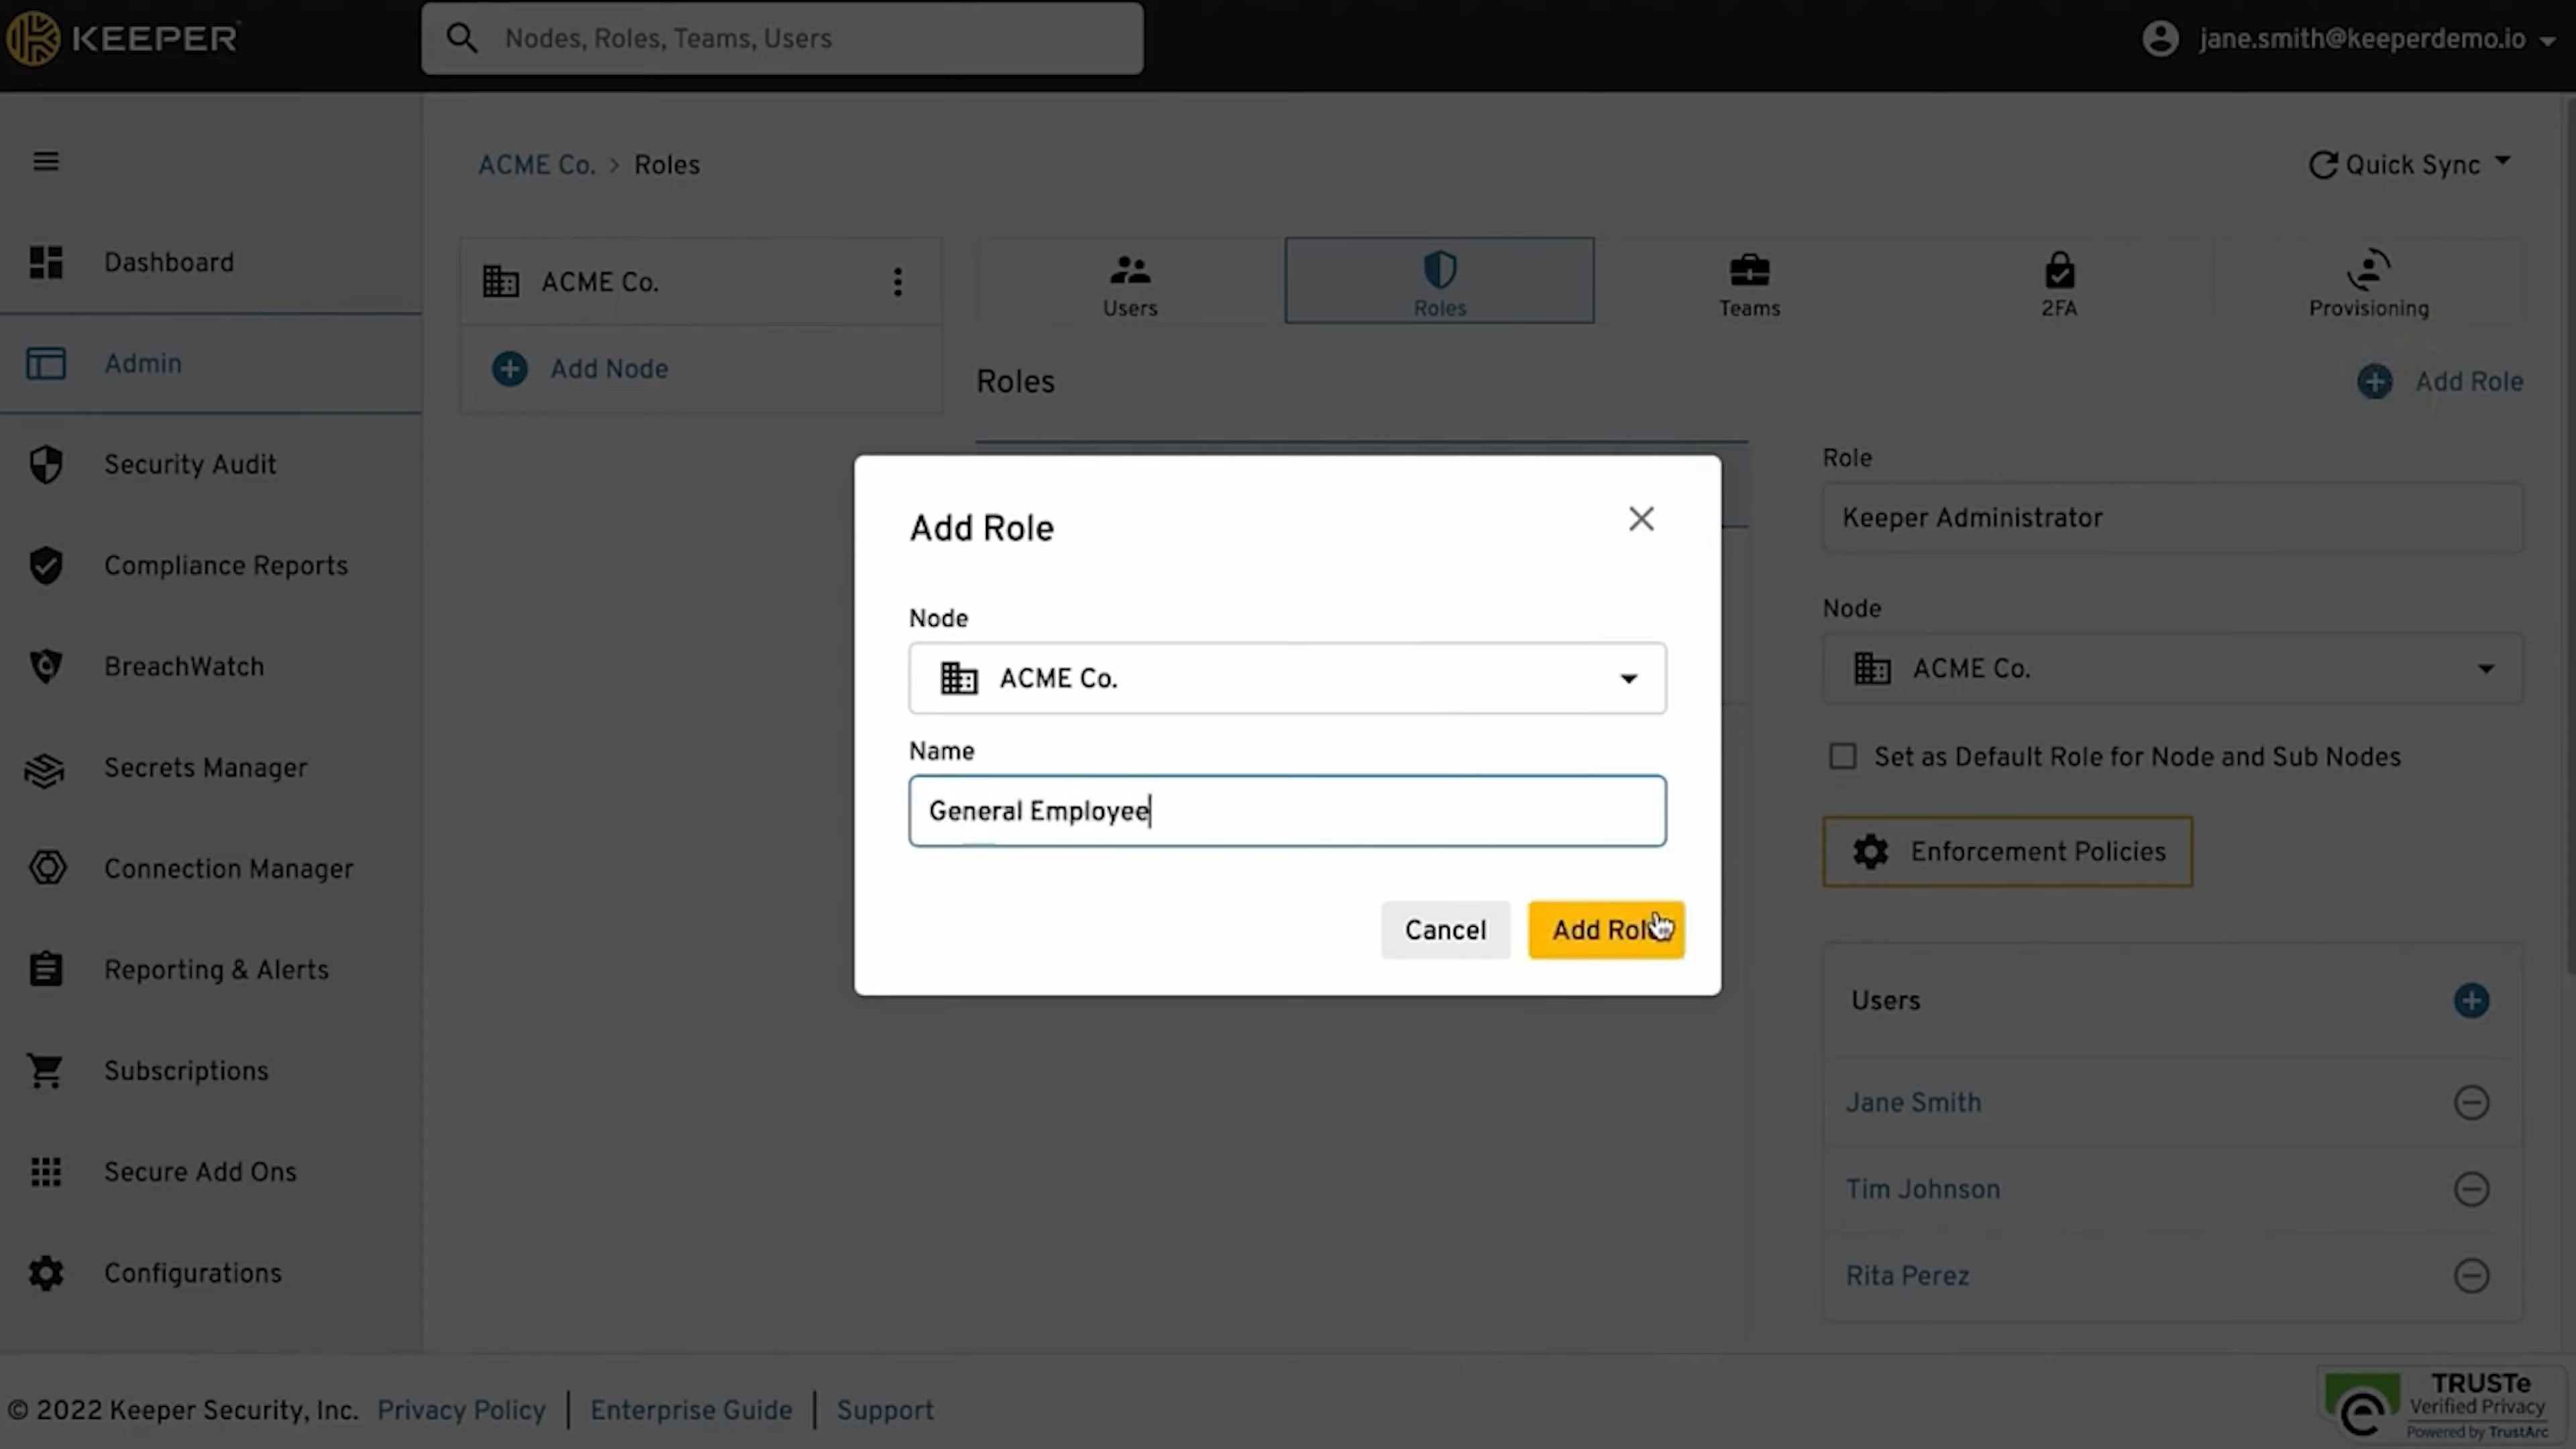 KEEPER
Nodes, Roles, Teams, Users
jane.smith@keeperdemo.io
ACME Co. > Roles
Quick Sync
Dashboard
Admin
Security Audit
Compliance Reports
BreachWatch
Secrets Manager
Connection Manager
Reporting & Alerts
Subscriptions
Secure Add Ons
Configurations
ACME Co.
Add Node
Users
Roles
Teams
2FA
Provisioning
Roles
Add Role
Add Role
Node
ACME Co.
Name
General Employee
Cancel
Add Role
Role
Keeper Administrator
Node
ACME Co.
Set as Default Role for Node and Sub Nodes
Enforcement Policies
Users
Jane Smith
Tim Johnson
Rita Perez
© 2022 Keeper Security, Inc. Privacy Policy | Enterprise Guide | Support
TRUSTe
Verified Privacy
Powered by TrustArc